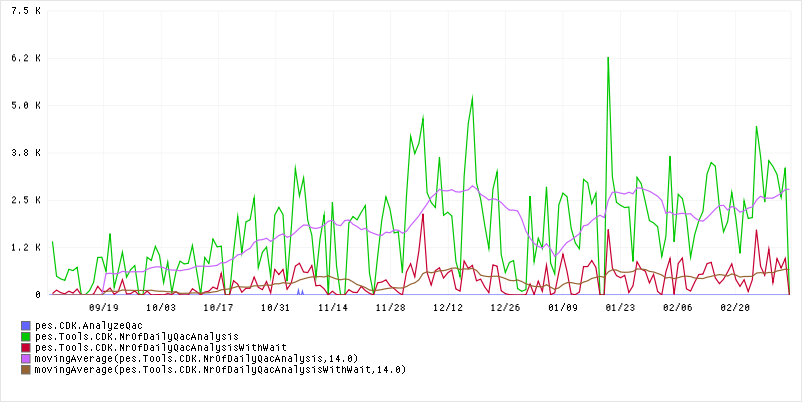 7.5 K
6.2 K
5.0 K
3.8 K
2.5 K
1.2 K
0
09/19 10/03 10/17 10/31 11/14 11/28 12/12 12/26 01/09 01/23 02/06 02/20
pes.CDK.AnalyzeQac
pes.Tools.CDK.NrOfDailyQacAnalysis
pes.Tools.CDK.NrOfDailyQacAnalysisWithWait
movingAverage(pes.Tools.CDK.NrOfDailyQacAnalysis,14.0)
movingAverage(pes.Tools.CDK.NrOfDailyQacAnalysisWithWait,14.0)